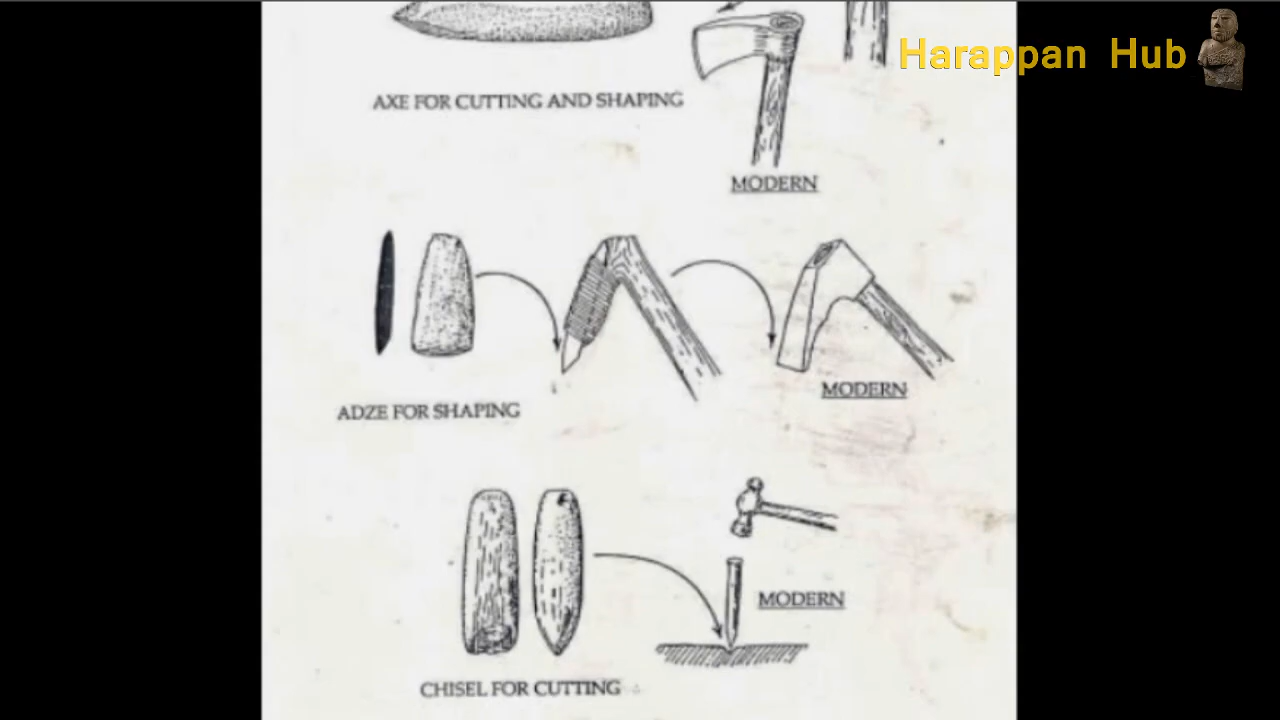 Harappan Hub
AXE FOR CUTTING AND SHAPING
MODERN
MODERN
ADZE FOR SHAPING
MODERN
CHISEL FOR CUTTING